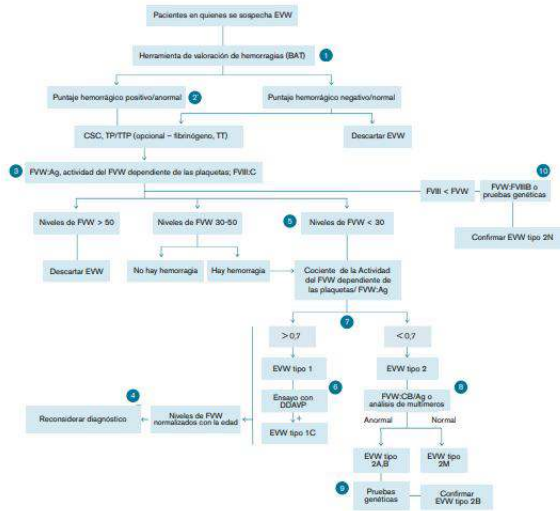 Pacientes en quienes se sospecha EVW
Herramienta de valoración de hemorragias (BAT)
1
Puntaje hemorrágico positivo/anormal
2
Puntaje hemorrágico negativo/normal
CSC, TP/TTP (opcional – fibrinógeno, TT)
Descartar EVW
3
FVW:Ag, actividad del FVW dependiente de las plaquetas; FVIII:C
10
FVIII < FVW
FVW:FVIIIB o
pruebas genéticas
Confirmar EVW tipo 2N
Niveles de FVW > 50
Niveles de FVW 30-50
5
Niveles de FVW < 30
Descartar EVW
No hay hemorragia
Hay hemorragia
Cociente de la Actividad
del FVW dependiente de
las plaquetas/ FVW:Ag
7
> 0,7
< 0,7
EVW tipo 1
EVW tipo 2
Ensayo con
DDAVP
6
FVW:CB/Ag o
análisis de multímeros
8
4
Reconsiderar diagnóstico
Niveles de FVW
normalizados con la edad
+
EVW tipo 1C
Anormal
Normal
EVW tipo
2A,B
EVW tipo
2M
9
Pruebas
genéticas
Confirmar
EVW tipo 2B